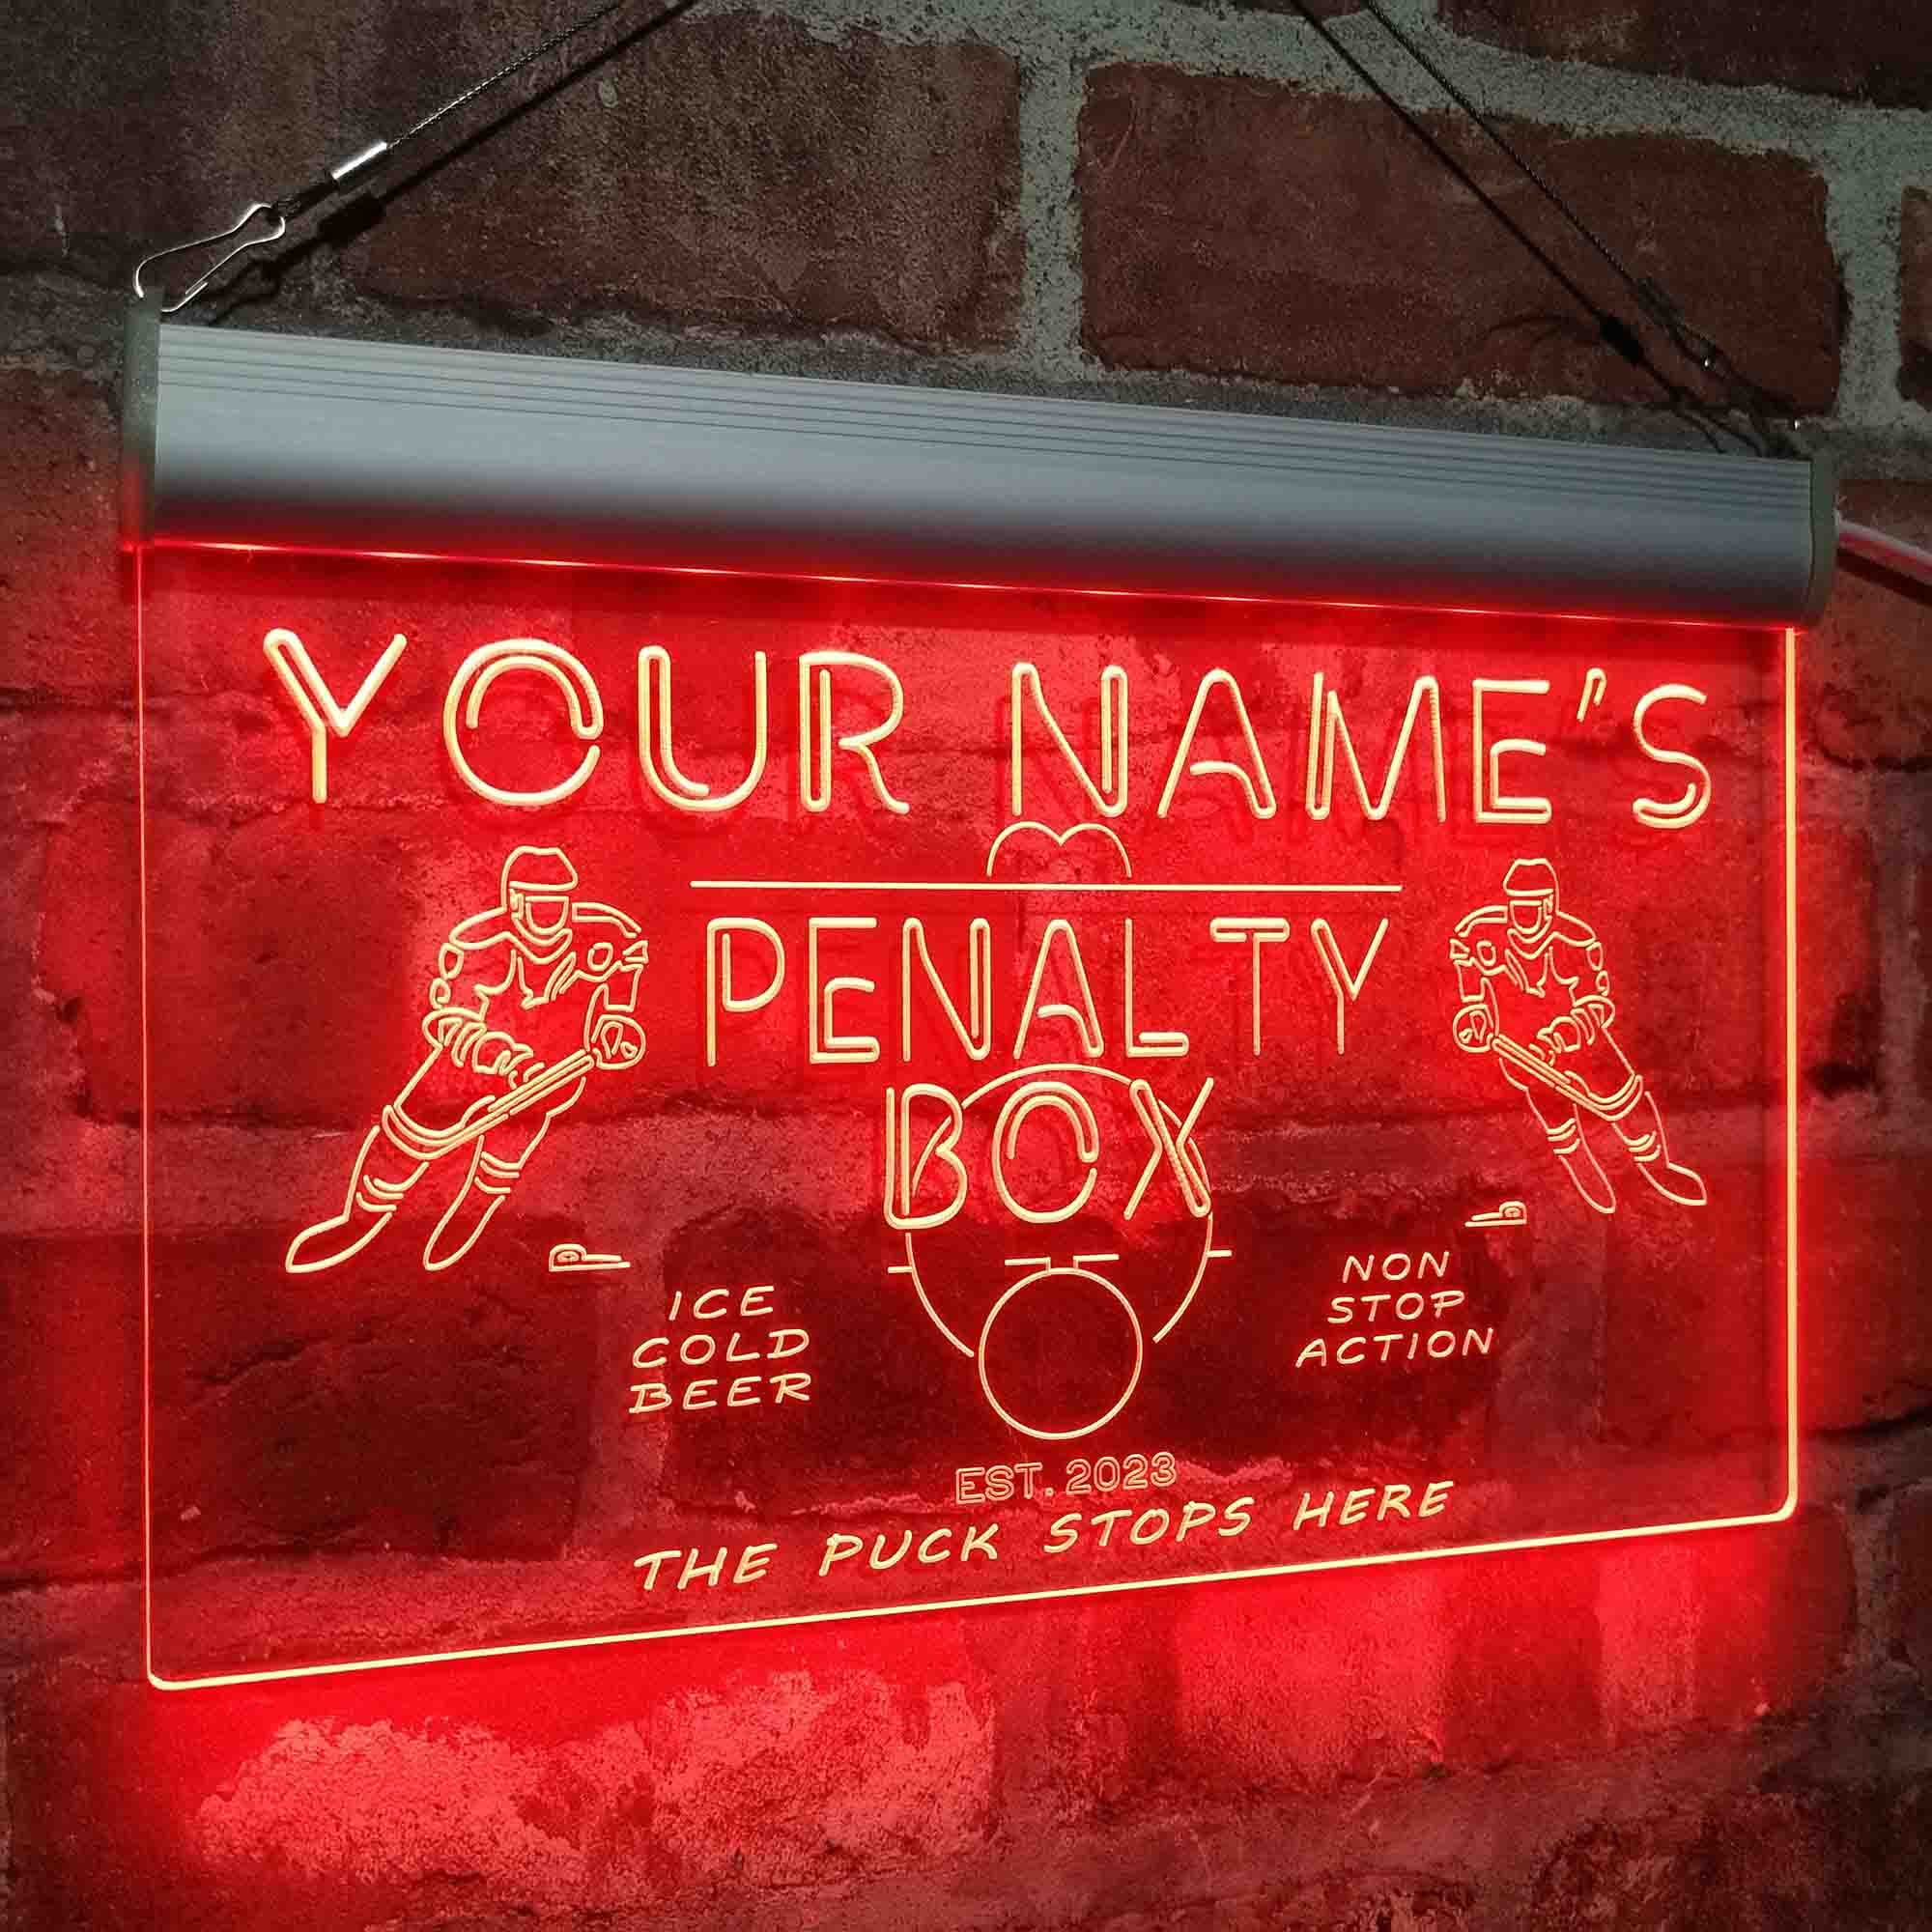 YOUR NAME'S
PENALTY
BOX
ICE
COLD
BEER
NON
STOP
ACTION
EST. 2023
THE PUCK STOPS HERE